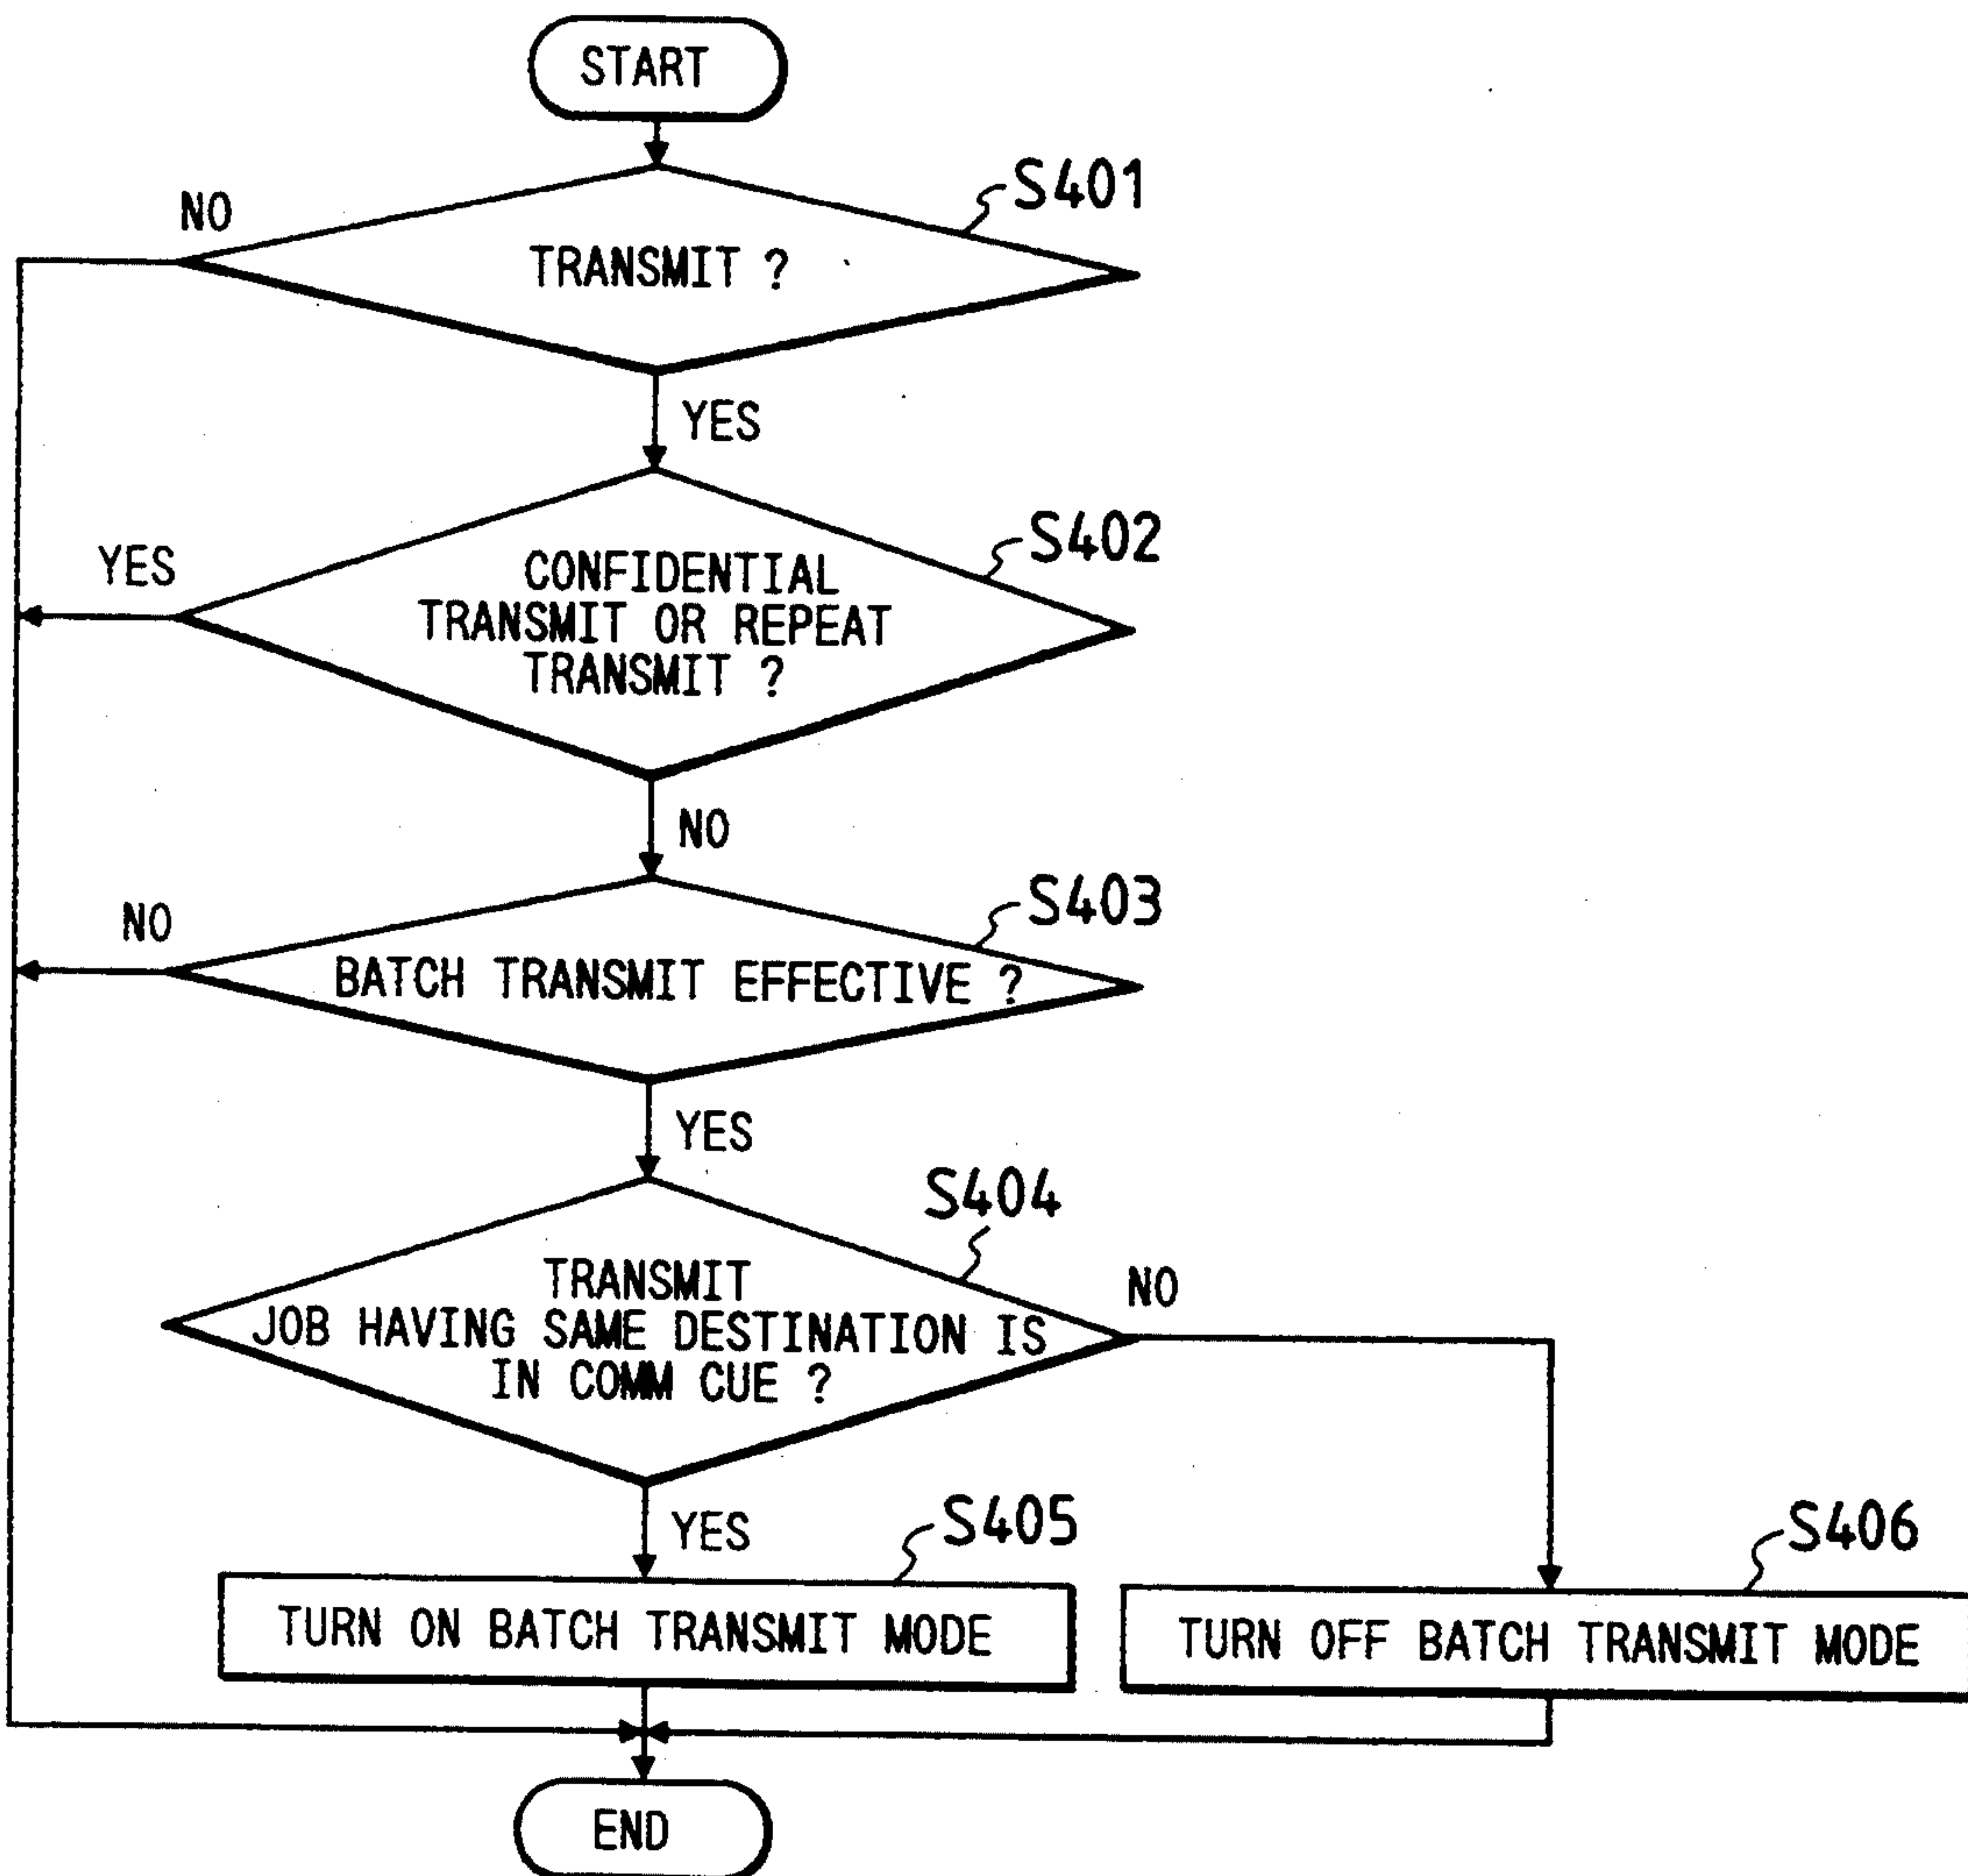 START
S401
NO
TRANSMIT ?
YES
S402
YES
CONFIDENTIAL
TRANSMIT OR REPEAT
TRANSMIT ?
NO
S403
NO
BATCH TRANSMIT EFFECTIVE ?
YES
S404
TRANSMIT
JOB HAVING SAME DESTINATION IS
IN COMM CUE ?
NO
YES
S405
S406
TURN ON BATCH TRANSMIT MODE
TURN OFF BATCH TRANSMIT MODE
END